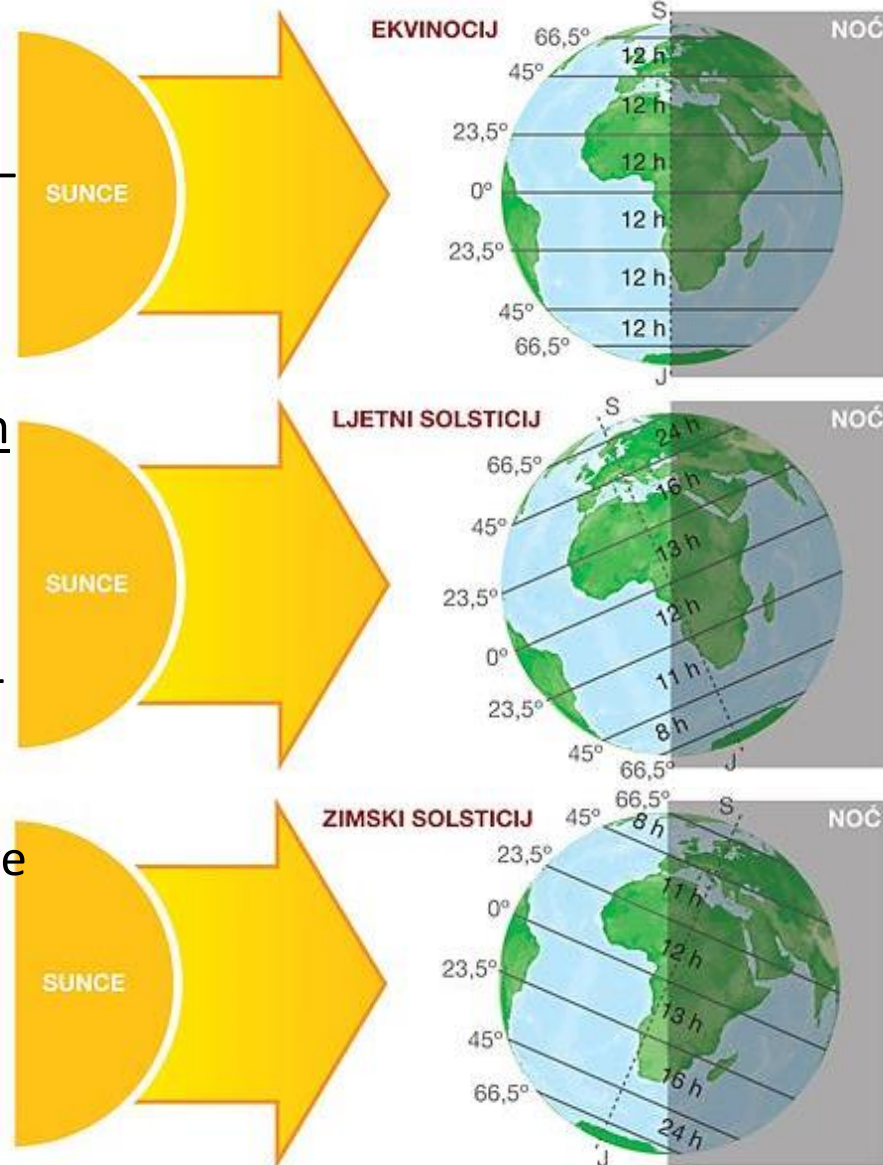 EKVINOCIJ
SUNCE
S
NOĆ
66,5°
45°
23,5°
0°
23,5°
45°
66,5°
12 h
12 h
12 h
12 h
12 h
12 h
J
LJETNI SOLSTICIJ
SUNCE
S
NOĆ
66,5°
45°
23,5°
0°
23,5°
45°
66,5°
24 h
16 h
13 h
12 h
11 h
8 h
J
ZIMSKI SOLSTICIJ
SUNCE
S
NOĆ
66,5°
45°
23,5°
0°
23,5°
45°
66,5°
8 h
11 h
12 h
13 h
16 h
24 h
J